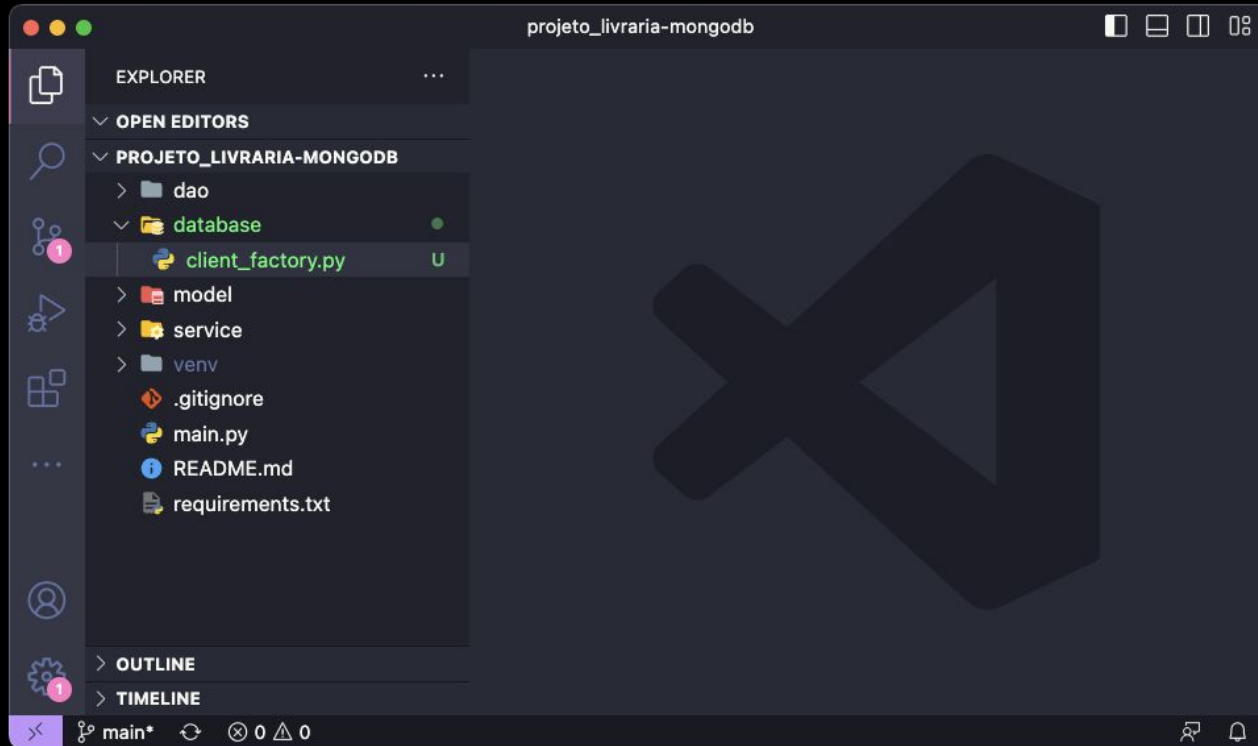 projeto_livraria-mongodb
EXPLORER
OPEN EDITORS
PROJETO_LIVRARIA-MONGODB
dao
database
client_factory.py U
model
service
venv
.gitignore
main.py
README.md
requirements.txt
OUTLINE
TIMELINE
1
1
main* 0 0